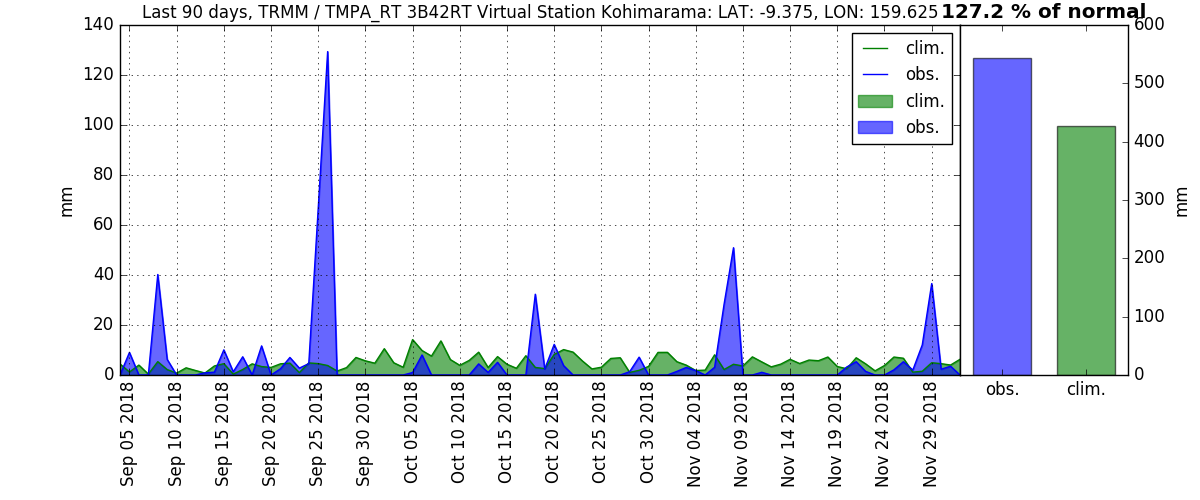 Last 90 days, TRMM / TMPA_RT 3B42RT Virtual Station Kohimarama: LAT: -9.375, LON: 159.625
127.2 % of normal
140
120
100
80
60
40
20
0
mm
clim.
obs.
clim.
obs.
Sep 05 2018
Sep 10 2018
Sep 15 2018
Sep 20 2018
Sep 25 2018
Sep 30 2018
Oct 05 2018
Oct 10 2018
Oct 15 2018
Oct 20 2018
Oct 25 2018
Oct 30 2018
Nov 04 2018
Nov 09 2018
Nov 14 2018
Nov 19 2018
Nov 24 2018
Nov 29 2018
600
500
400
300
200
100
0
mm
obs.
clim.